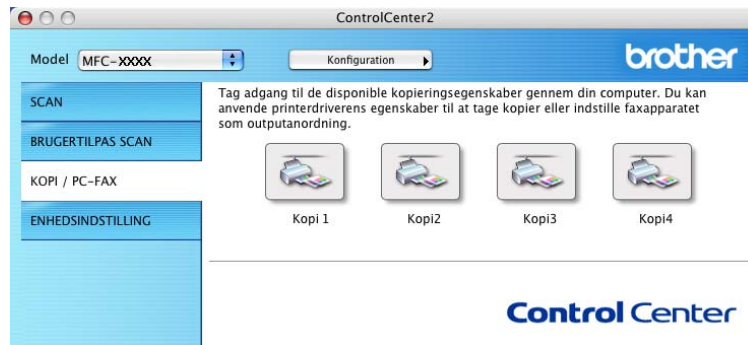 ControlCenter2
Model MFC-XXXX Konfiguration brother
SCAN
BRUGERTILPAS SCAN
KOPI / PC-FAX
ENHEDSINDSTILLING
Tag adgang til de disponible kopieringsegenskaber gennem din computer. Du kan
anvende printerdriverens egenskaber til at tage kopier eller indstille faxapparatet
som outputanordning.
Kopi 1 Kopi2 Kopi3 Kopi4
Control Center